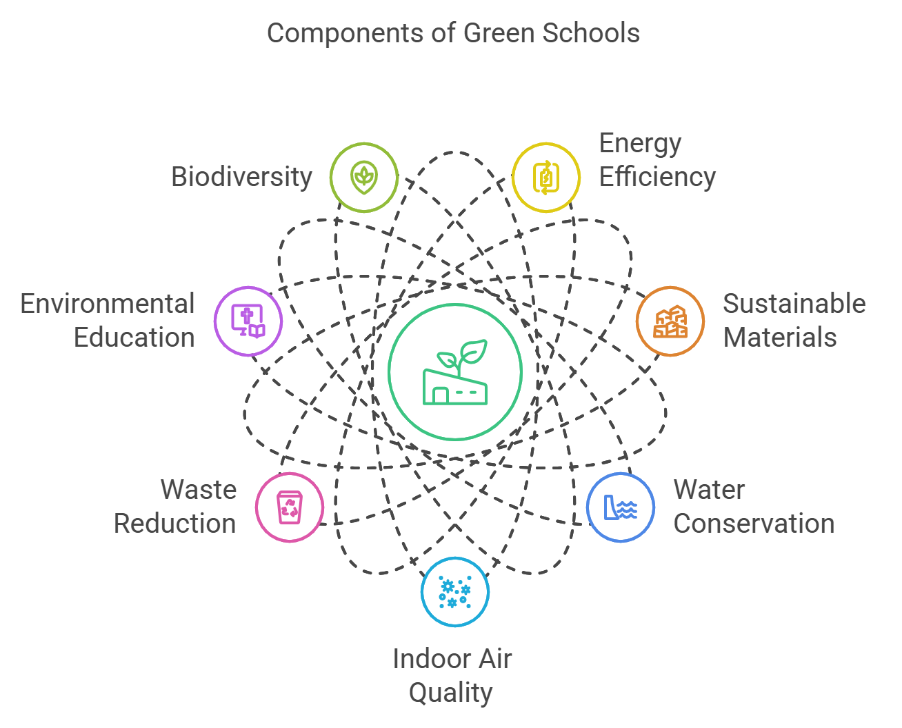 Components of Green Schools
Biodiversity
Energy
Efficiency
Environmental
Education
Sustainable
Materials
Waste
Reduction
Water
Conservation
Indoor Air
Quality